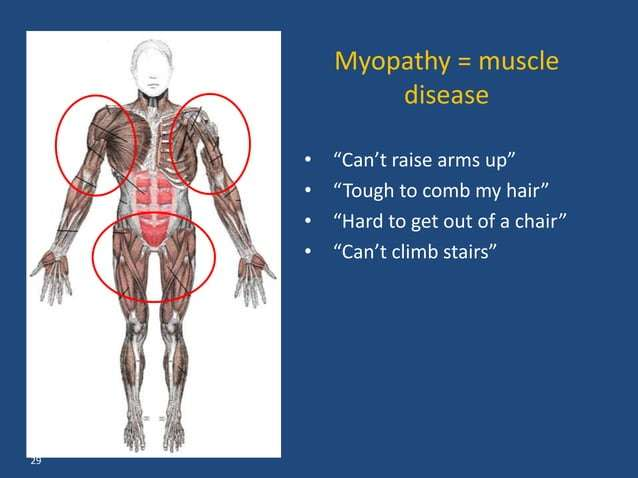 Myopathy = muscle
disease
• “Can’t raise arms up”
• “Tough to comb my hair”
• “Hard to get out of a chair”
• “Can’t climb stairs”
29